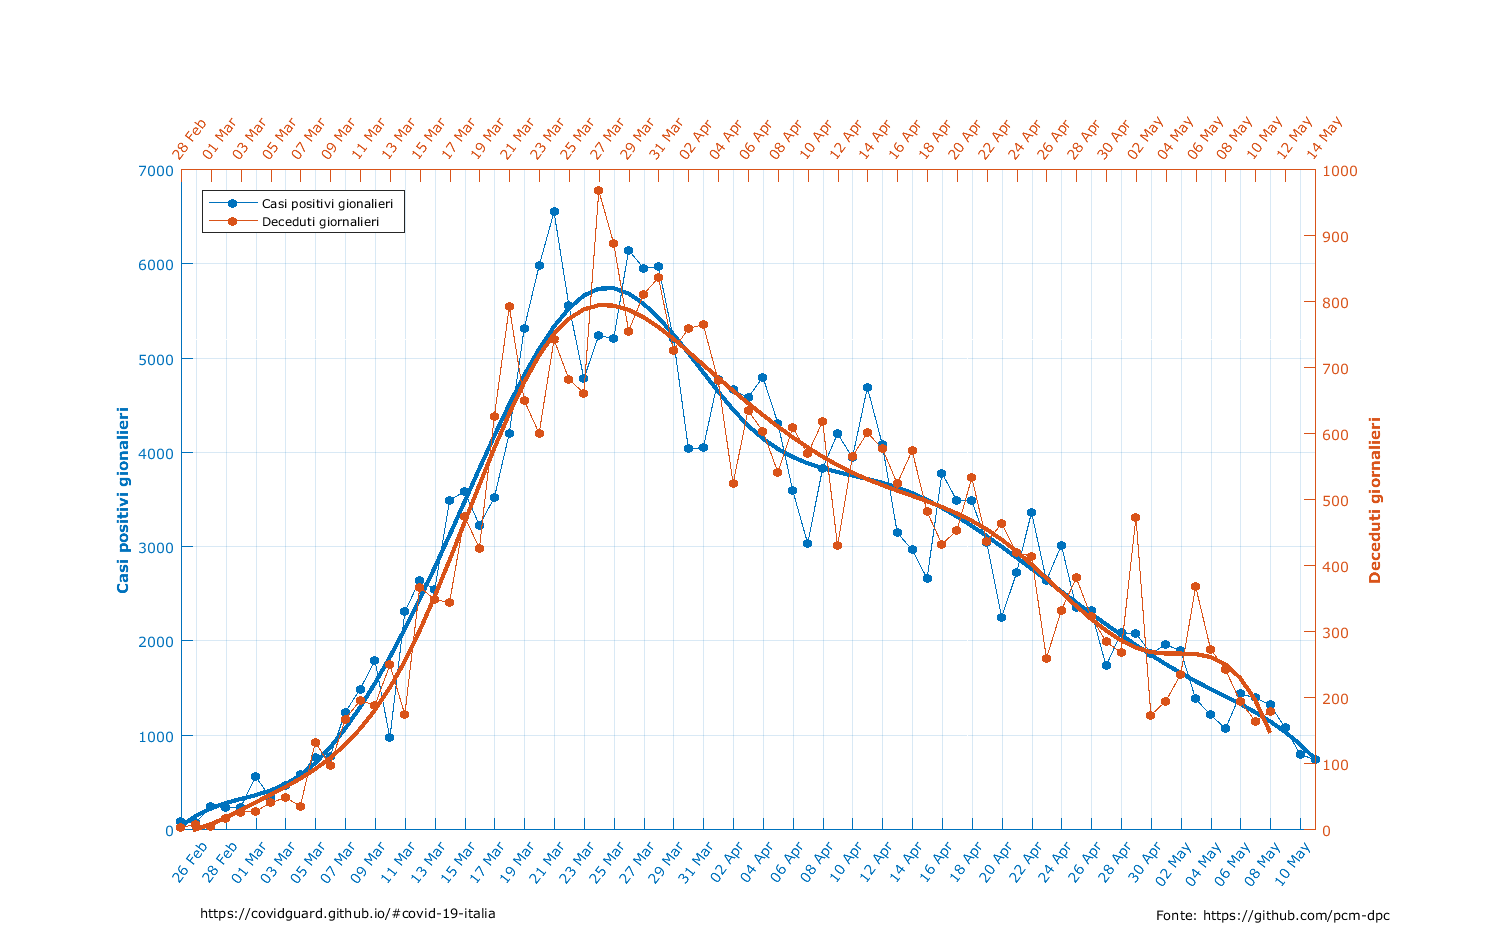 28 Feb 01 Mar 03 Mar 05 Mar 07 Mar 09 Mar 11 Mar 13 Mar 15 Mar 17 Mar 19 Mar 21 Mar 23 Mar 25 Mar 27 Mar 29 Mar 31 Mar 02 Apr 04 Apr 06 Apr 08 Apr 10 Apr 12 Apr 14 Apr 16 Apr 18 Apr 20 Apr 22 Apr 24 Apr 26 Apr 28 Apr 30 Apr 02 May 04 May 06 May 08 May 10 May 12 May 14 May
7000
6000
5000
4000
3000
2000
1000
0
Casi positivi gionalieri
Casi positivi gionalieri
Deceduti giornalieri
1000
900
800
700
600
500
400
300
200
100
0
Deceduti giornalieri
26 Feb 28 Feb 01 Mar 03 Mar 05 Mar 07 Mar 09 Mar 11 Mar 13 Mar 15 Mar 17 Mar 19 Mar 21 Mar 23 Mar 25 Mar 27 Mar 29 Mar 31 Mar 02 Apr 04 Apr 06 Apr 08 Apr 10 Apr 12 Apr 14 Apr 16 Apr 18 Apr 20 Apr 22 Apr 24 Apr 26 Apr 28 Apr 30 Apr 02 May 04 May 06 May 08 May 10 May
https://covidguard.github.io/#covid-19-italia
Fonte: https://github.com/pcm-dpc